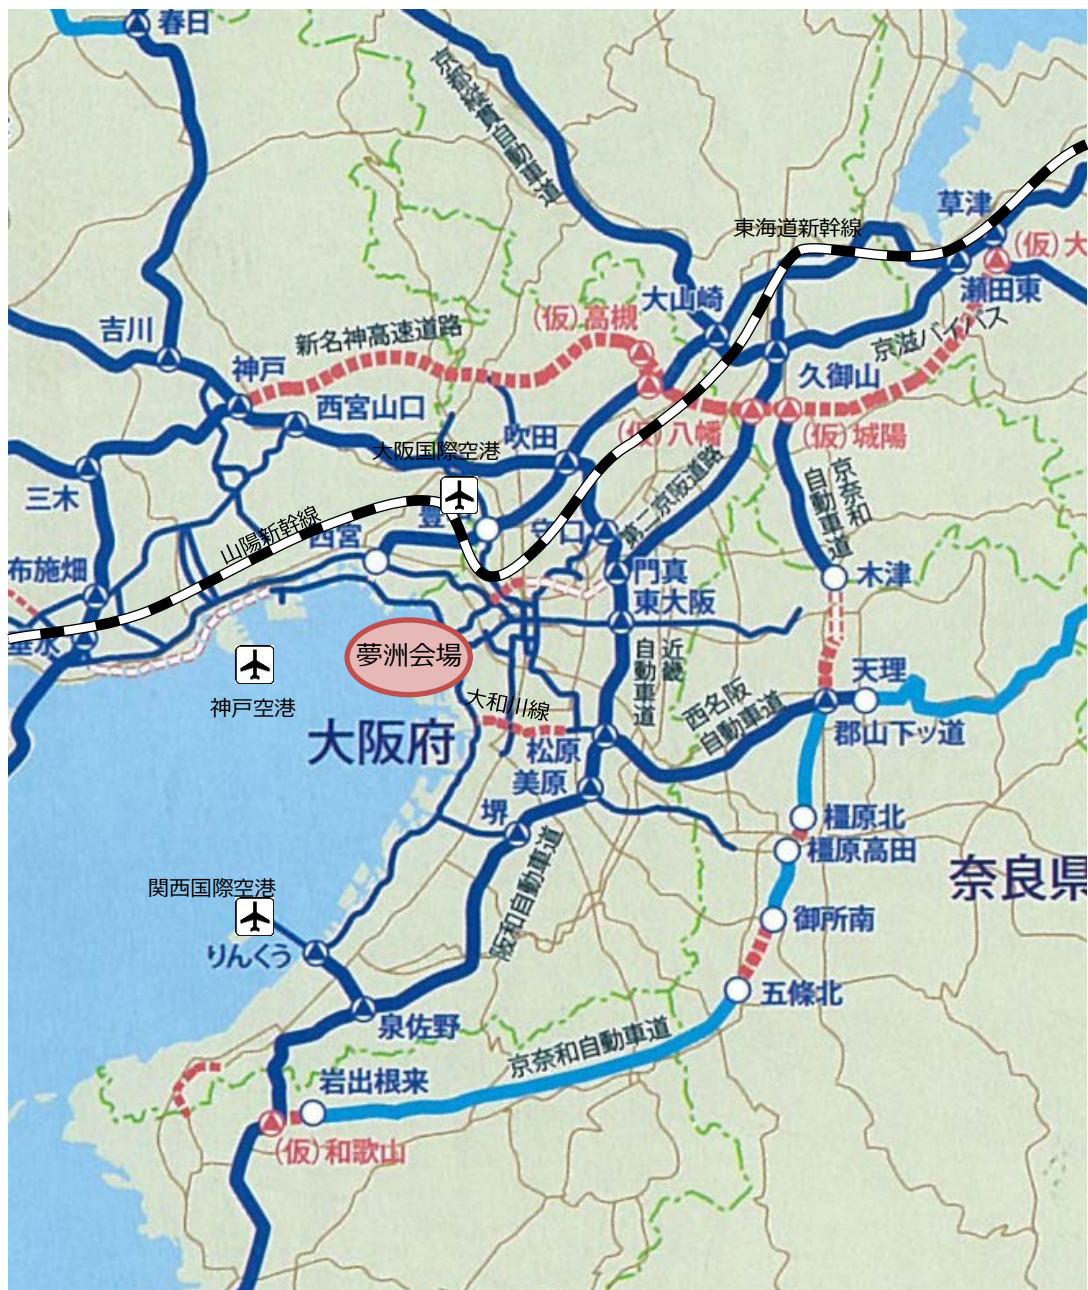 春日
京都縦貫自動車道
東海道新幹線
草津
(仮)大
瀬田東
大山崎
(仮)高槻
新名神高速道路
吉川
神戸
京滋バイパス
久御山
西宮山口
(仮)八幡
(仮)城陽
大阪国際空港
吹田
三木
第二京阪道路
京奈和
自動車道
山陽新幹線
西宮
守口
布施畑
門真
木津
東大阪
垂水
夢洲会場
近畿
自動車道
天理
神戸空港
大和川線
西名阪
自動車道
大阪府
松原
郡山下ッ道
美原
堺
橿原北
橿原高田
阪和自動車道
奈良県
関西国際空港
御所南
りんくう
五條北
泉佐野
京奈和自動車道
岩出根来
(仮)和歌山